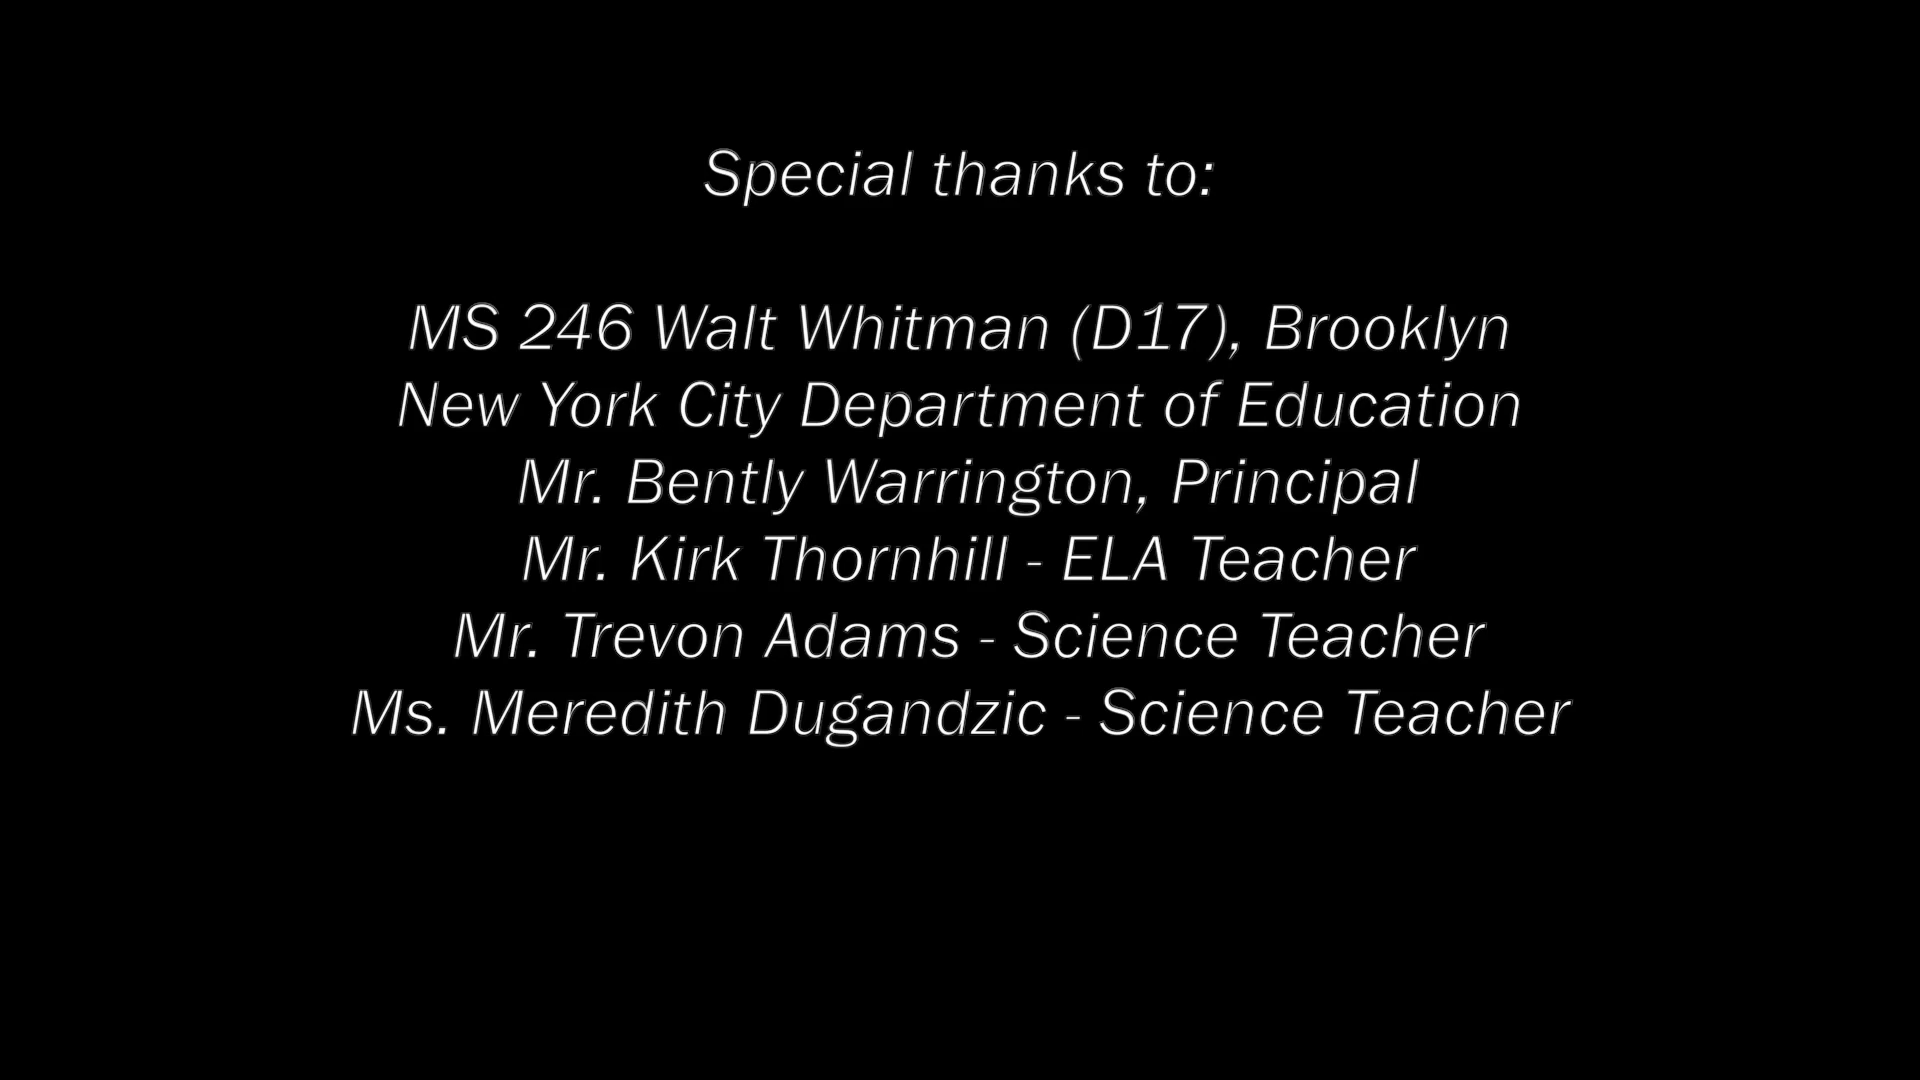 Special thanks to:
MS 246 Walt Whitman (D17), Brooklyn
New York City Department of Education
Mr. Bently Warrington, Principal
Mr. Kirk Thornhill - ELA Teacher
Mr. Trevon Adams - Science Teacher
Ms. Meredith Dugandzic - Science Teacher